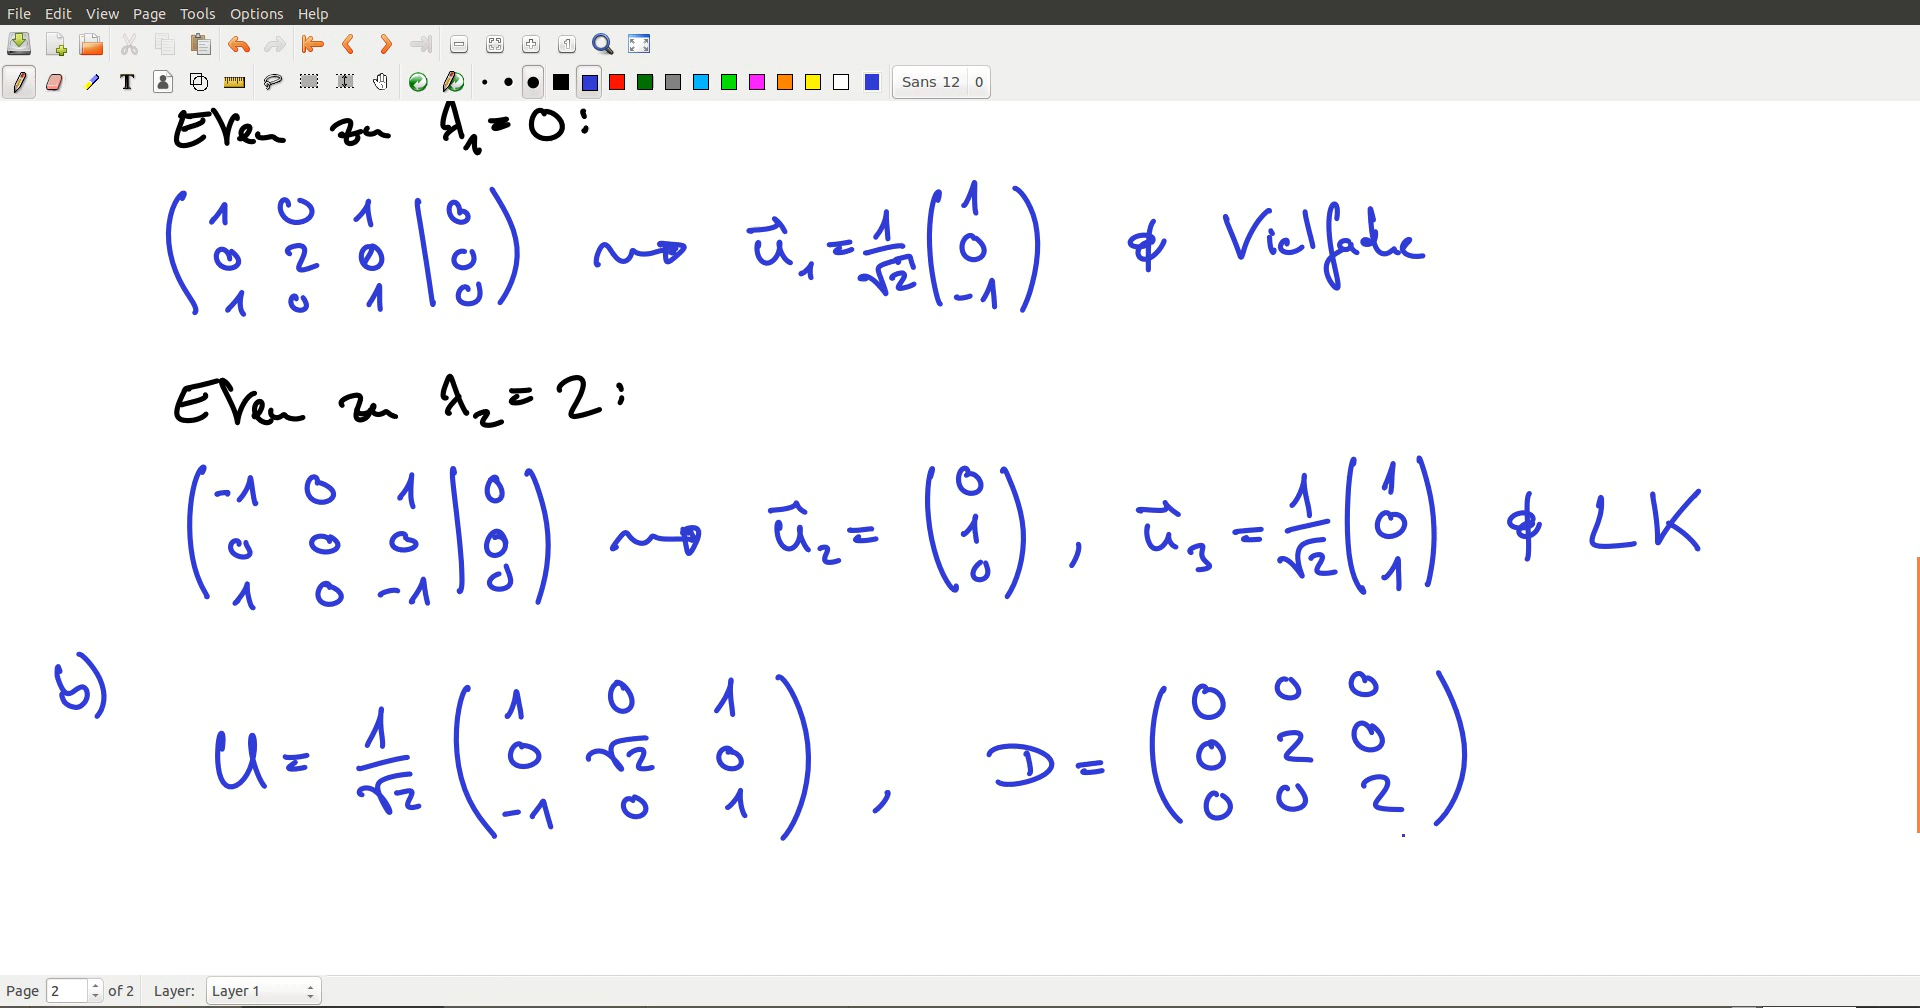 File Edit View Page Tools Options Help
Sans 12 0
EVen zu λ₁ = 0:
( 1 0 1 | 0 )
( 0 2 0 | 0 ) ⇝ u⃗₁ = 1/√2 ( 1 0 -1 ) & Vielfache
( 1 0 1 | 0 )
EVen zu λ₂ = 2:
( -1 0 1 | 0 )
( 0 0 0 | 0 ) ⇝ u⃗₂ = ( 0 1 0 ) , u⃗₃ = 1/√2 ( 1 0 1 ) & LK
( 1 0 -1 | 0 )
b)
( 1 0 1 ) ( 0 0 0 )
U = 1/√2 ( 0 √2 0 ) , D = ( 0 2 0 )
( -1 0 1 ) ( 0 0 2 )
Page 2 of 2 Layer: Layer 1